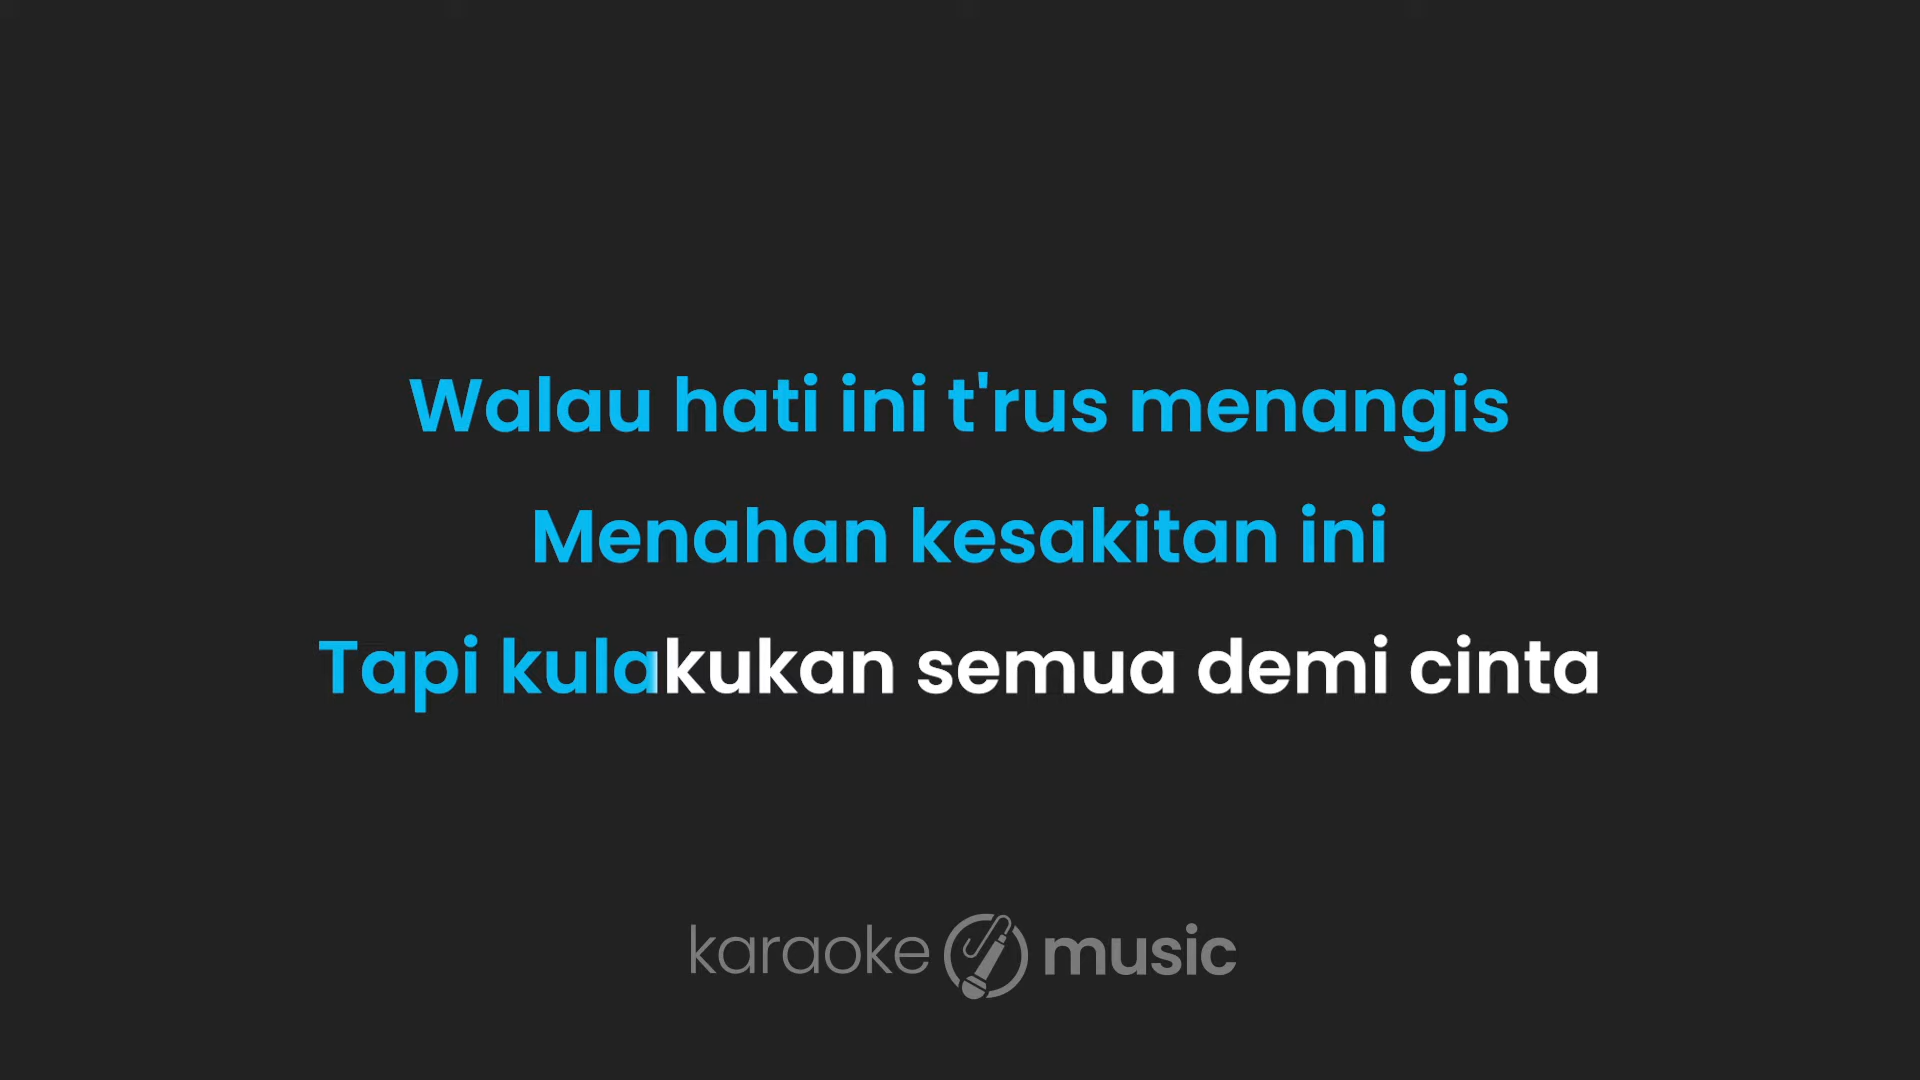 Walau hati ini t'rus menangis
Menahan kesakitan ini
Tapi kulakukan semua demi cinta
karaoke music